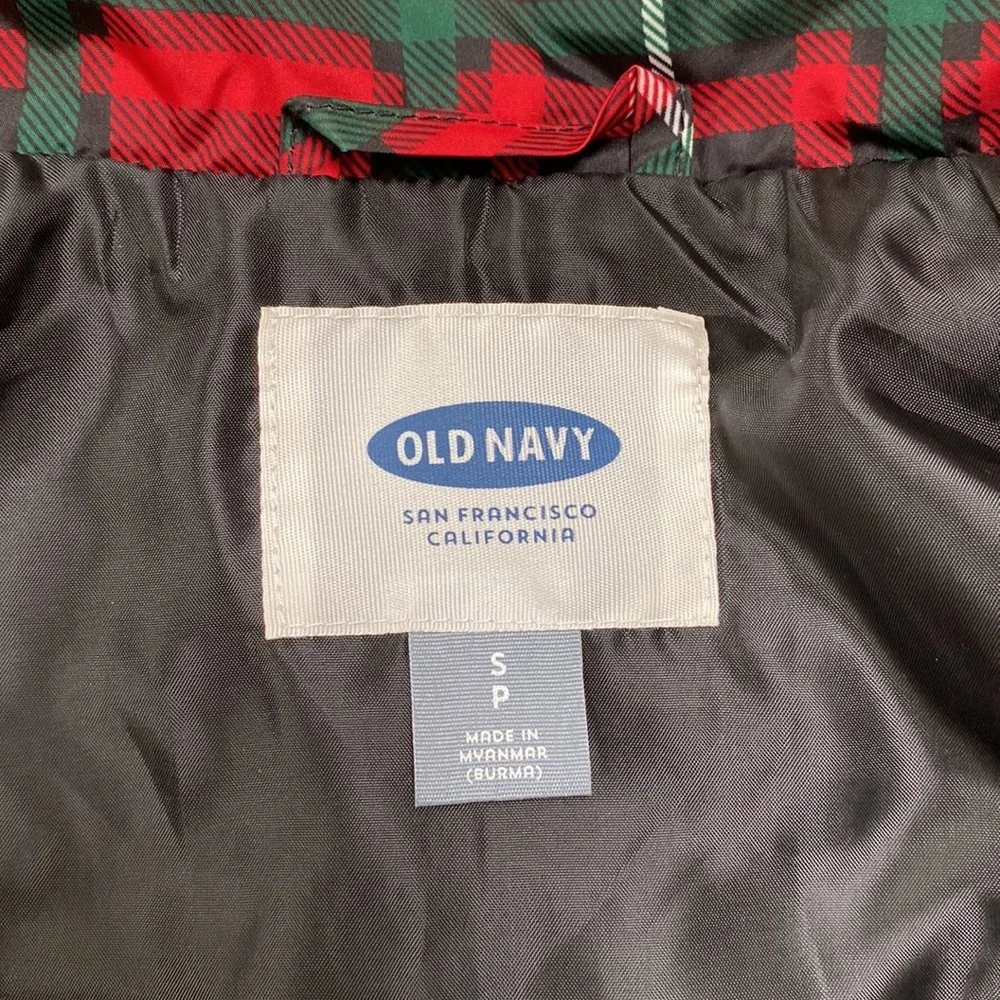 OLD NAVY
SAN FRANCISCO
CALIFORNIA
S
P
MADE IN
MYANMAR
(BURMA)